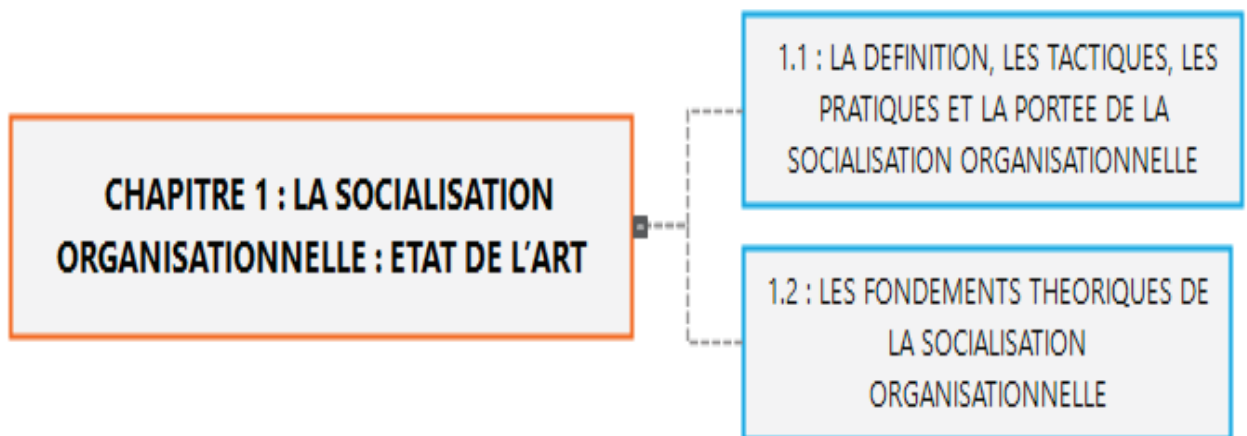 CHAPITRE 1 : LA SOCIALISATION
ORGANISATIONNELLE : ETAT DE L'ART
1.1 : LA DEFINITION, LES TACTIQUES, LES
PRATIQUES ET LA PORTEE DE LA
SOCIALISATION ORGANISATIONNELLE
1.2 : LES FONDEMENTS THEORIQUES DE
LA SOCIALISATION
ORGANISATIONNELLE